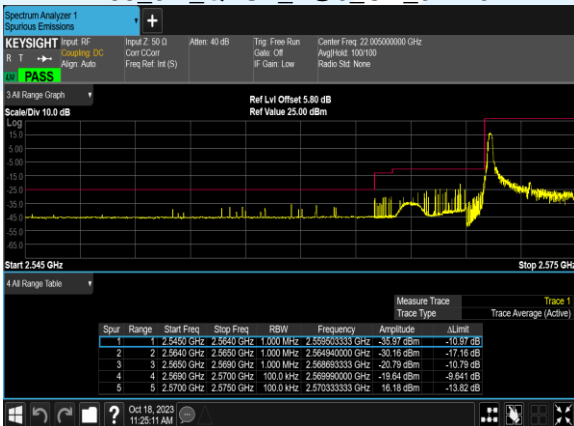 Spectrum Analyzer 1
Spurious Emissions
KEYSIGHT
R T
PASS
Input: RF
Coupling: DC
Align: Auto
Input Z: 50 Ω
Corr CCorr
Freq Ref: Int (S)
Atten: 40 dB
Trig: Free Run
Gate: Off
IF Gain: Low
Center Freq: 22.005000000 GHz
Avg|Hold: 100/100
Radio Std: None
3 All Range Graph
Scale/Div 10.0 dB
Ref Lvl Offset 5.80 dB
Ref Value 25.00 dBm
Log
15.0
5.00
-5.00
-15.0
-25.0
-35.0
-45.0
-55.0
-65.0
Start 2.545 GHz
Stop 2.575 GHz
4 All Range Table
Measure Trace Trace 1
Trace Type Trace Average (Active)
Spur Range Start Freq Stop Freq RBW Frequency Amplitude ΔLimit
1 1 2.5450 GHz 2.5640 GHz 1.000 MHz 2.559503333 GHz -35.97 dBm -10.97 dB
2 2 2.5640 GHz 2.5650 GHz 1.000 MHz 2.564940000 GHz -30.16 dBm -17.16 dB
3 3 2.5650 GHz 2.5690 GHz 1.000 MHz 2.568693333 GHz -20.79 dBm -10.79 dB
4 4 2.5690 GHz 2.5700 GHz 100.0 kHz 2.569990000 GHz -19.64 dBm -9.641 dB
5 5 2.5700 GHz 2.5750 GHz 100.0 kHz 2.570333333 GHz 16.18 dBm -13.82 dB
Oct 18, 2023
11:25:11 AM